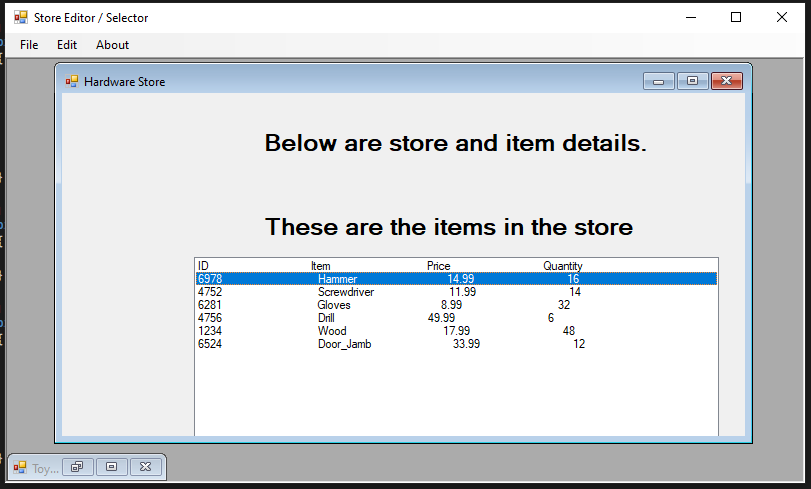 Store Editor / Selector
File Edit About
Hardware Store
Below are store and item details.
These are the items in the store
ID Item Price Quantity
6978 Hammer 14.99 16
4752 Screwdriver 11.99 14
6281 Gloves 8.99 32
4756 Drill 49.99 6
1234 Wood 17.99 48
6524 Door_Jamb 33.99 12
Toy...